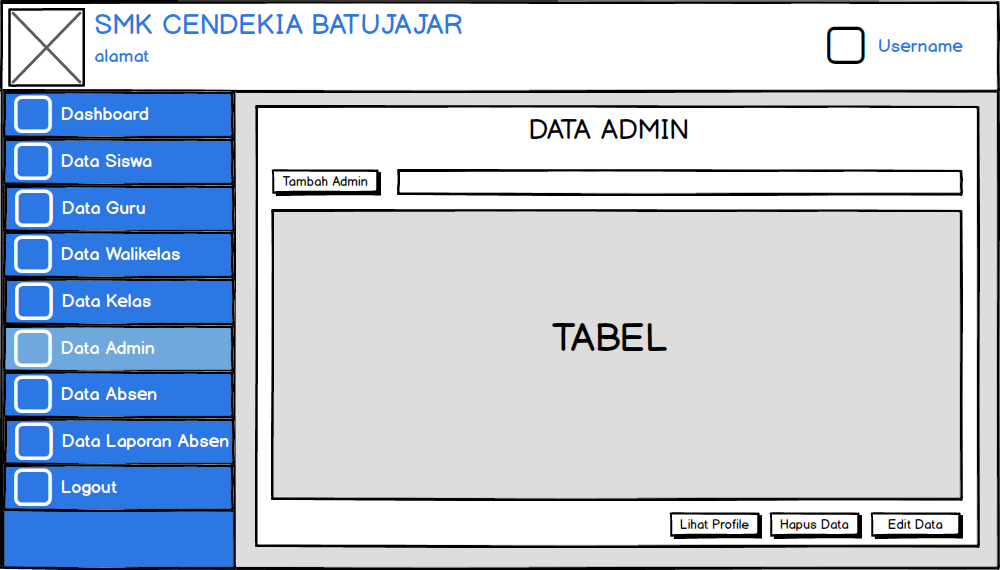 SMK CENDEKIA BATUJAJAR
alamat
Username
Dashboard
Data Siswa
Data Guru
Data Walikelas
Data Kelas
Data Admin
Data Absen
Data Laporan Absen
Logout
DATA ADMIN
Tambah Admin
TABEL
Lihat Profile
Hapus Data
Edit Data